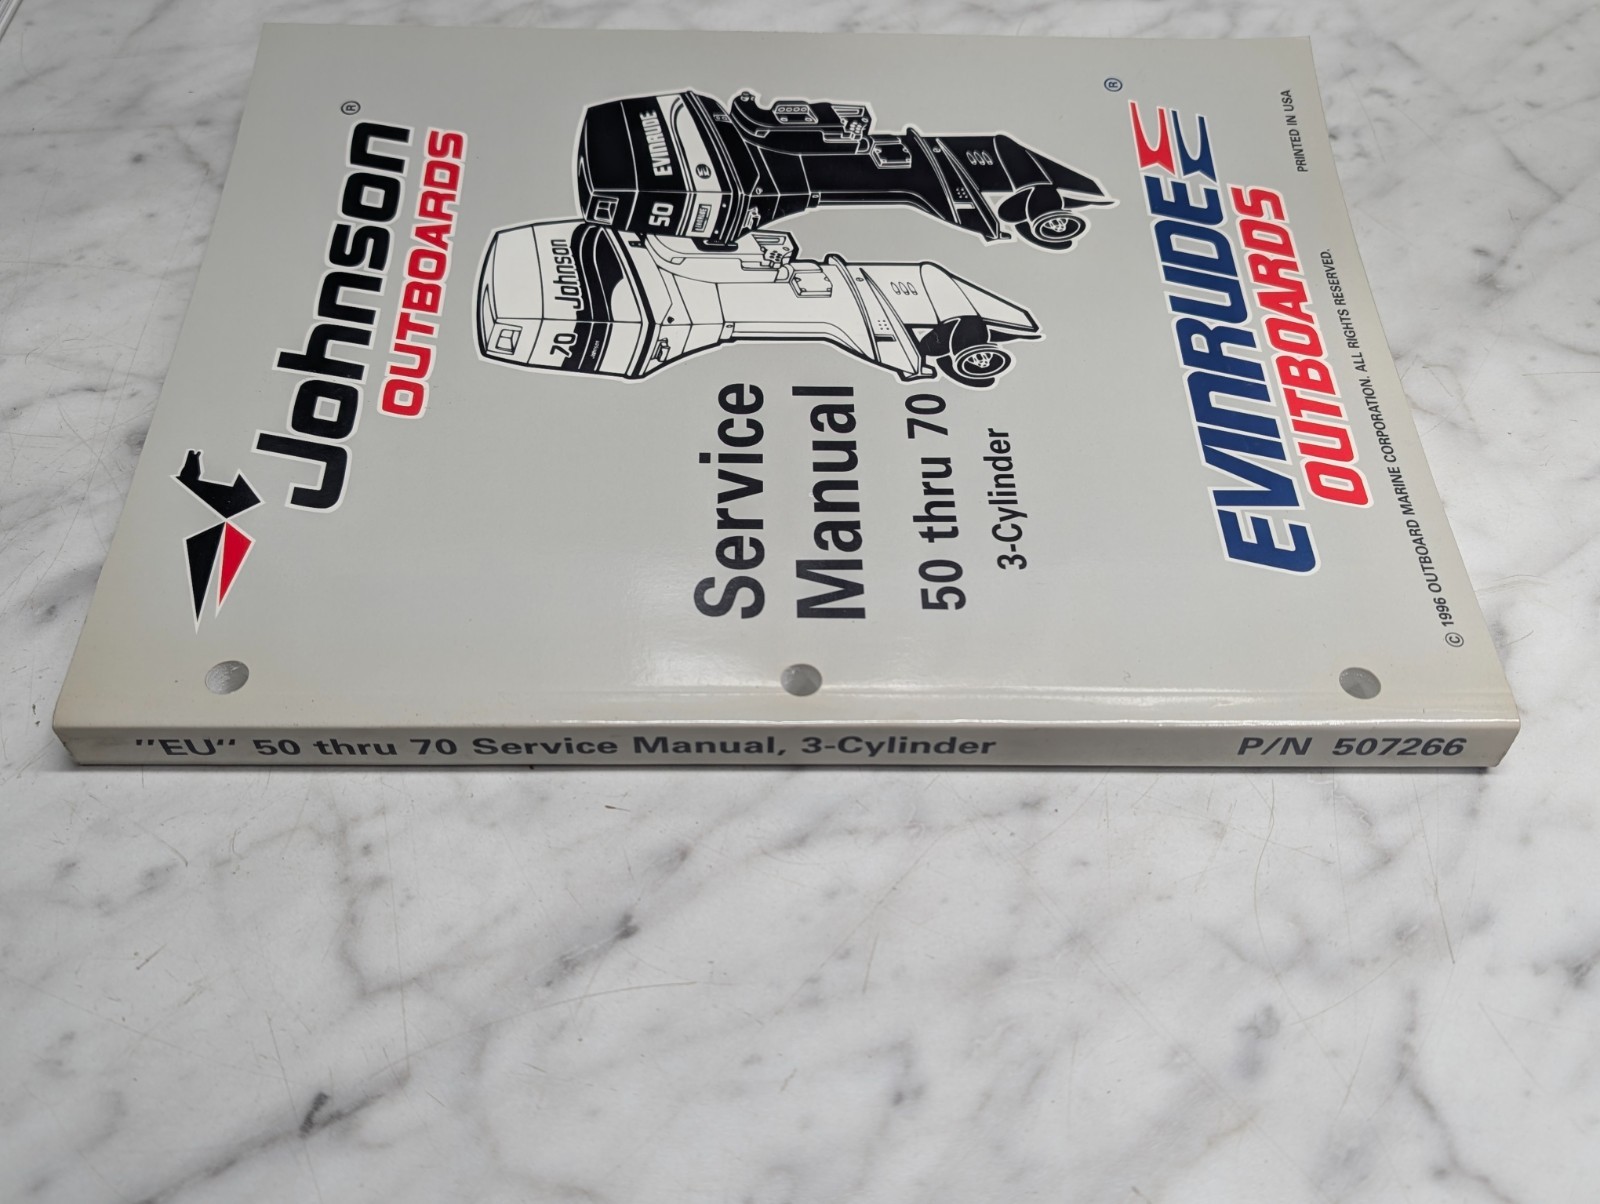 Johnson®
OUTBOARDS
EVINRUDE
50
Johnson
70
Service
Manual
50 thru 70
3-Cylinder
EVINRUDE®
OUTBOARDS
© 1996 OUTBOARD MARINE CORPORATION. ALL RIGHTS RESERVED.
PRINTED IN USA
"EU" 50 thru 70 Service Manual, 3-Cylinder
P/N 507266